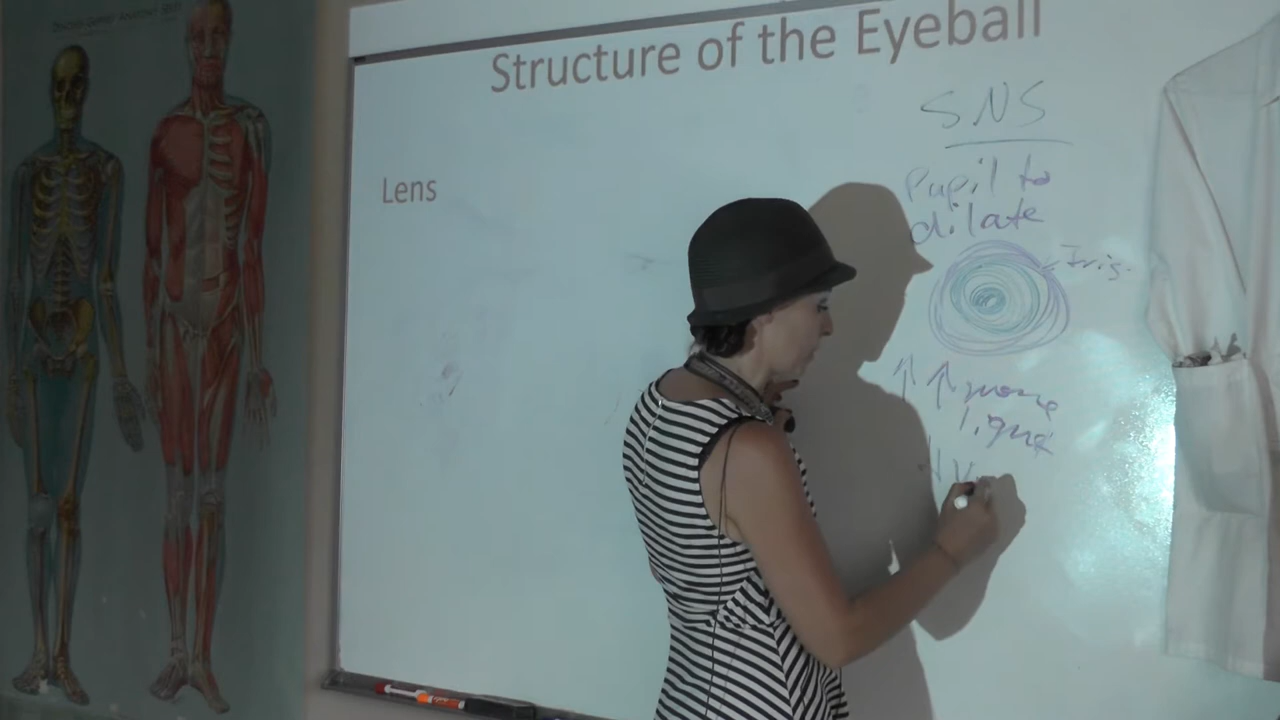 Structure of the Eyeball
Lens
SNS
Pupil to
dilate
Iris
↑ ↑ more
light